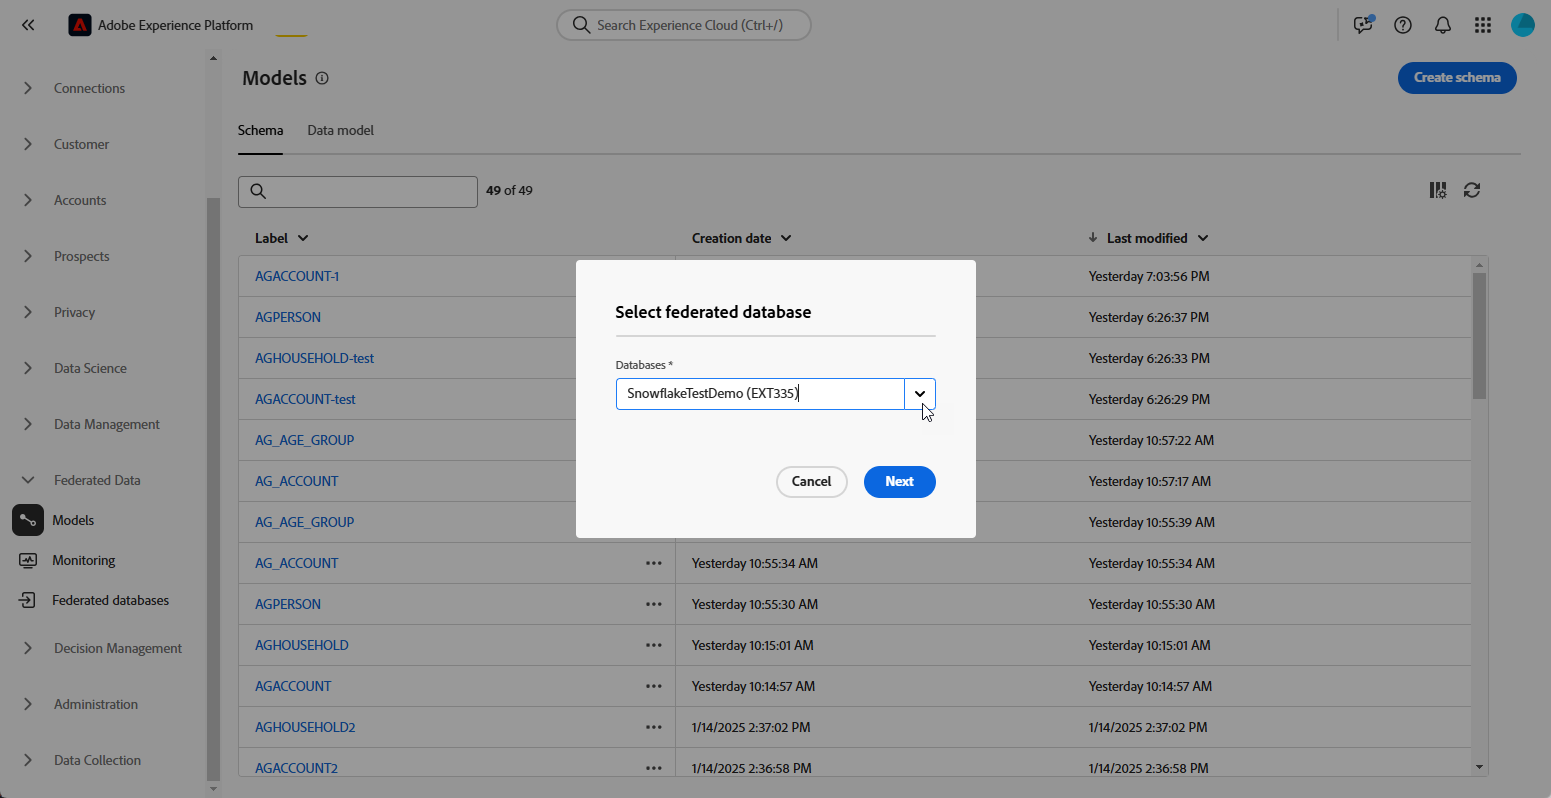 Adobe Experience Platform
Search Experience Cloud (Ctrl+/)
Connections
Customer
Accounts
Prospects
Privacy
Data Science
Data Management
Federated Data
Models
Monitoring
Federated databases
Decision Management
Administration
Data Collection
Models
Create schema
Schema Data model
49 of 49
Label Creation date Last modified
AGACCOUNT-1 Yesterday 7:03:56 PM
AGPERSON Yesterday 6:26:37 PM
AGHOUSEHOLD-test Yesterday 6:26:33 PM
AGACCOUNT-test Yesterday 6:26:29 PM
AG_AGE_GROUP Yesterday 10:57:22 AM
AG_ACCOUNT Yesterday 10:57:17 AM
AG_AGE_GROUP Yesterday 10:55:39 AM
AG_ACCOUNT Yesterday 10:55:34 AM Yesterday 10:55:34 AM
AGPERSON Yesterday 10:55:30 AM Yesterday 10:55:30 AM
AGHOUSEHOLD Yesterday 10:15:01 AM Yesterday 10:15:01 AM
AGACCOUNT Yesterday 10:14:57 AM Yesterday 10:14:57 AM
AGHOUSEHOLD2 1/14/2025 2:37:02 PM 1/14/2025 2:37:02 PM
AGACCOUNT2 1/14/2025 2:36:58 PM 1/14/2025 2:36:58 PM
Select federated database
Databases *
SnowflakeTestDemo (EXT335)
Cancel Next